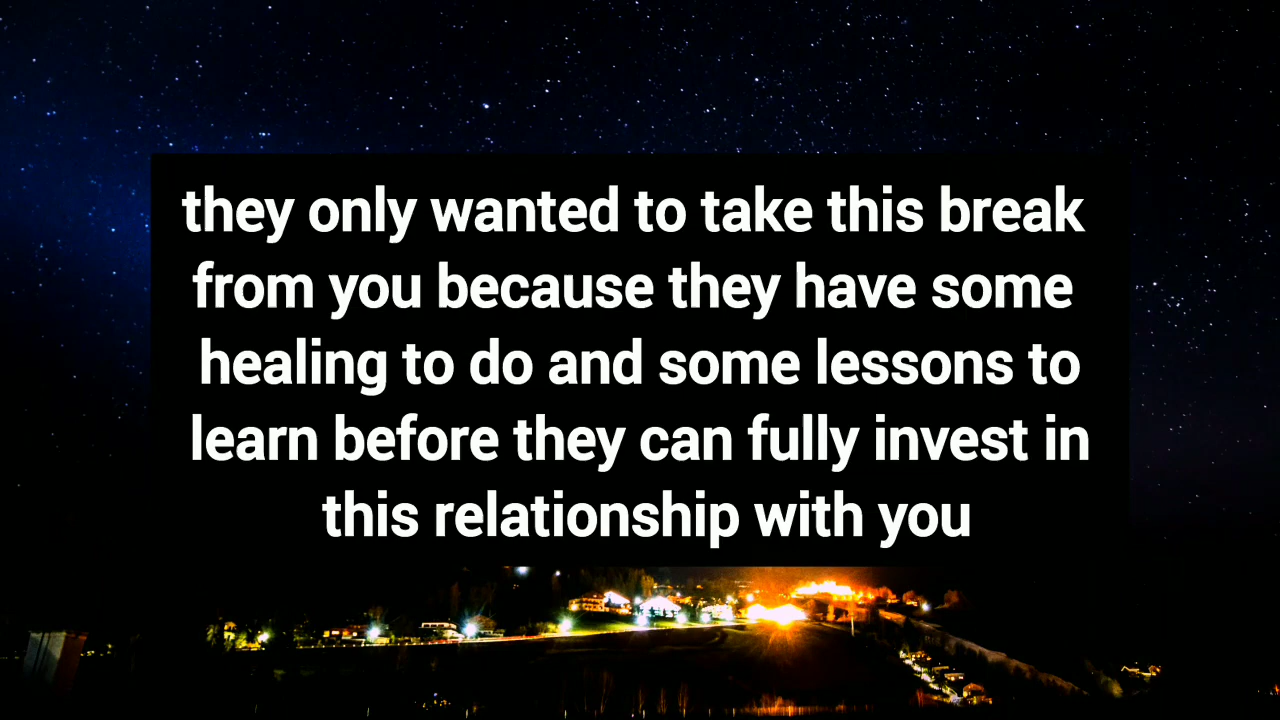 they only wanted to take this break
from you because they have some
healing to do and some lessons to
learn before they can fully invest in
this relationship with you